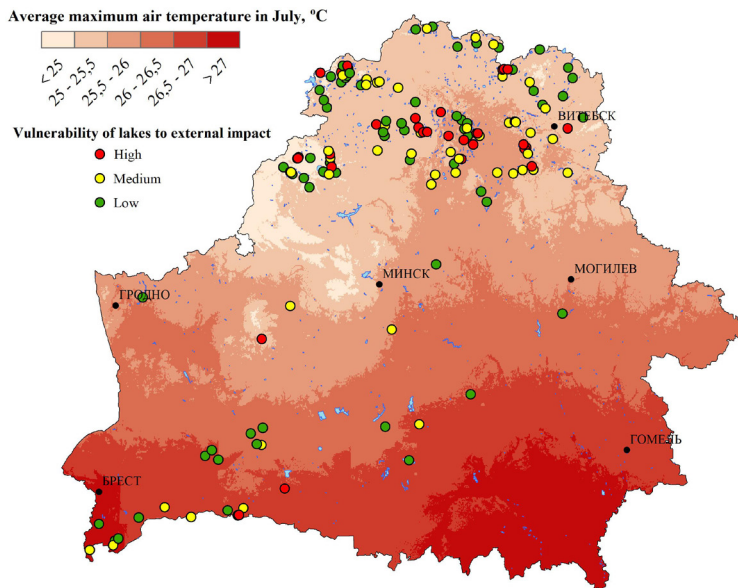 Average maximum air temperature in July, °C
< 25
25 - 25,5
25,5 - 26
26 - 26,5
26,5 - 27
> 27
Vulnerability of lakes to external impact
High
Medium
Low
ВИТЕБСК
МИНСК
МОГИЛЕВ
ГРОДНО
ГОМЕЛЬ
БРЕСТ